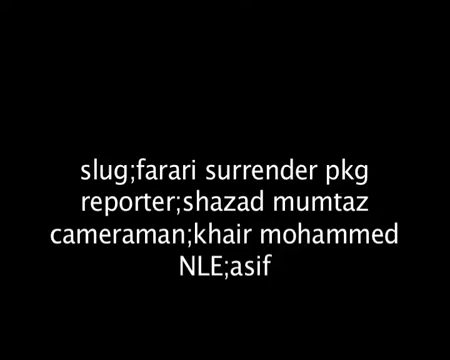 slug;farari surrender pkg
reporter;shazad mumtaz
cameraman;khair mohammed
NLE;asif